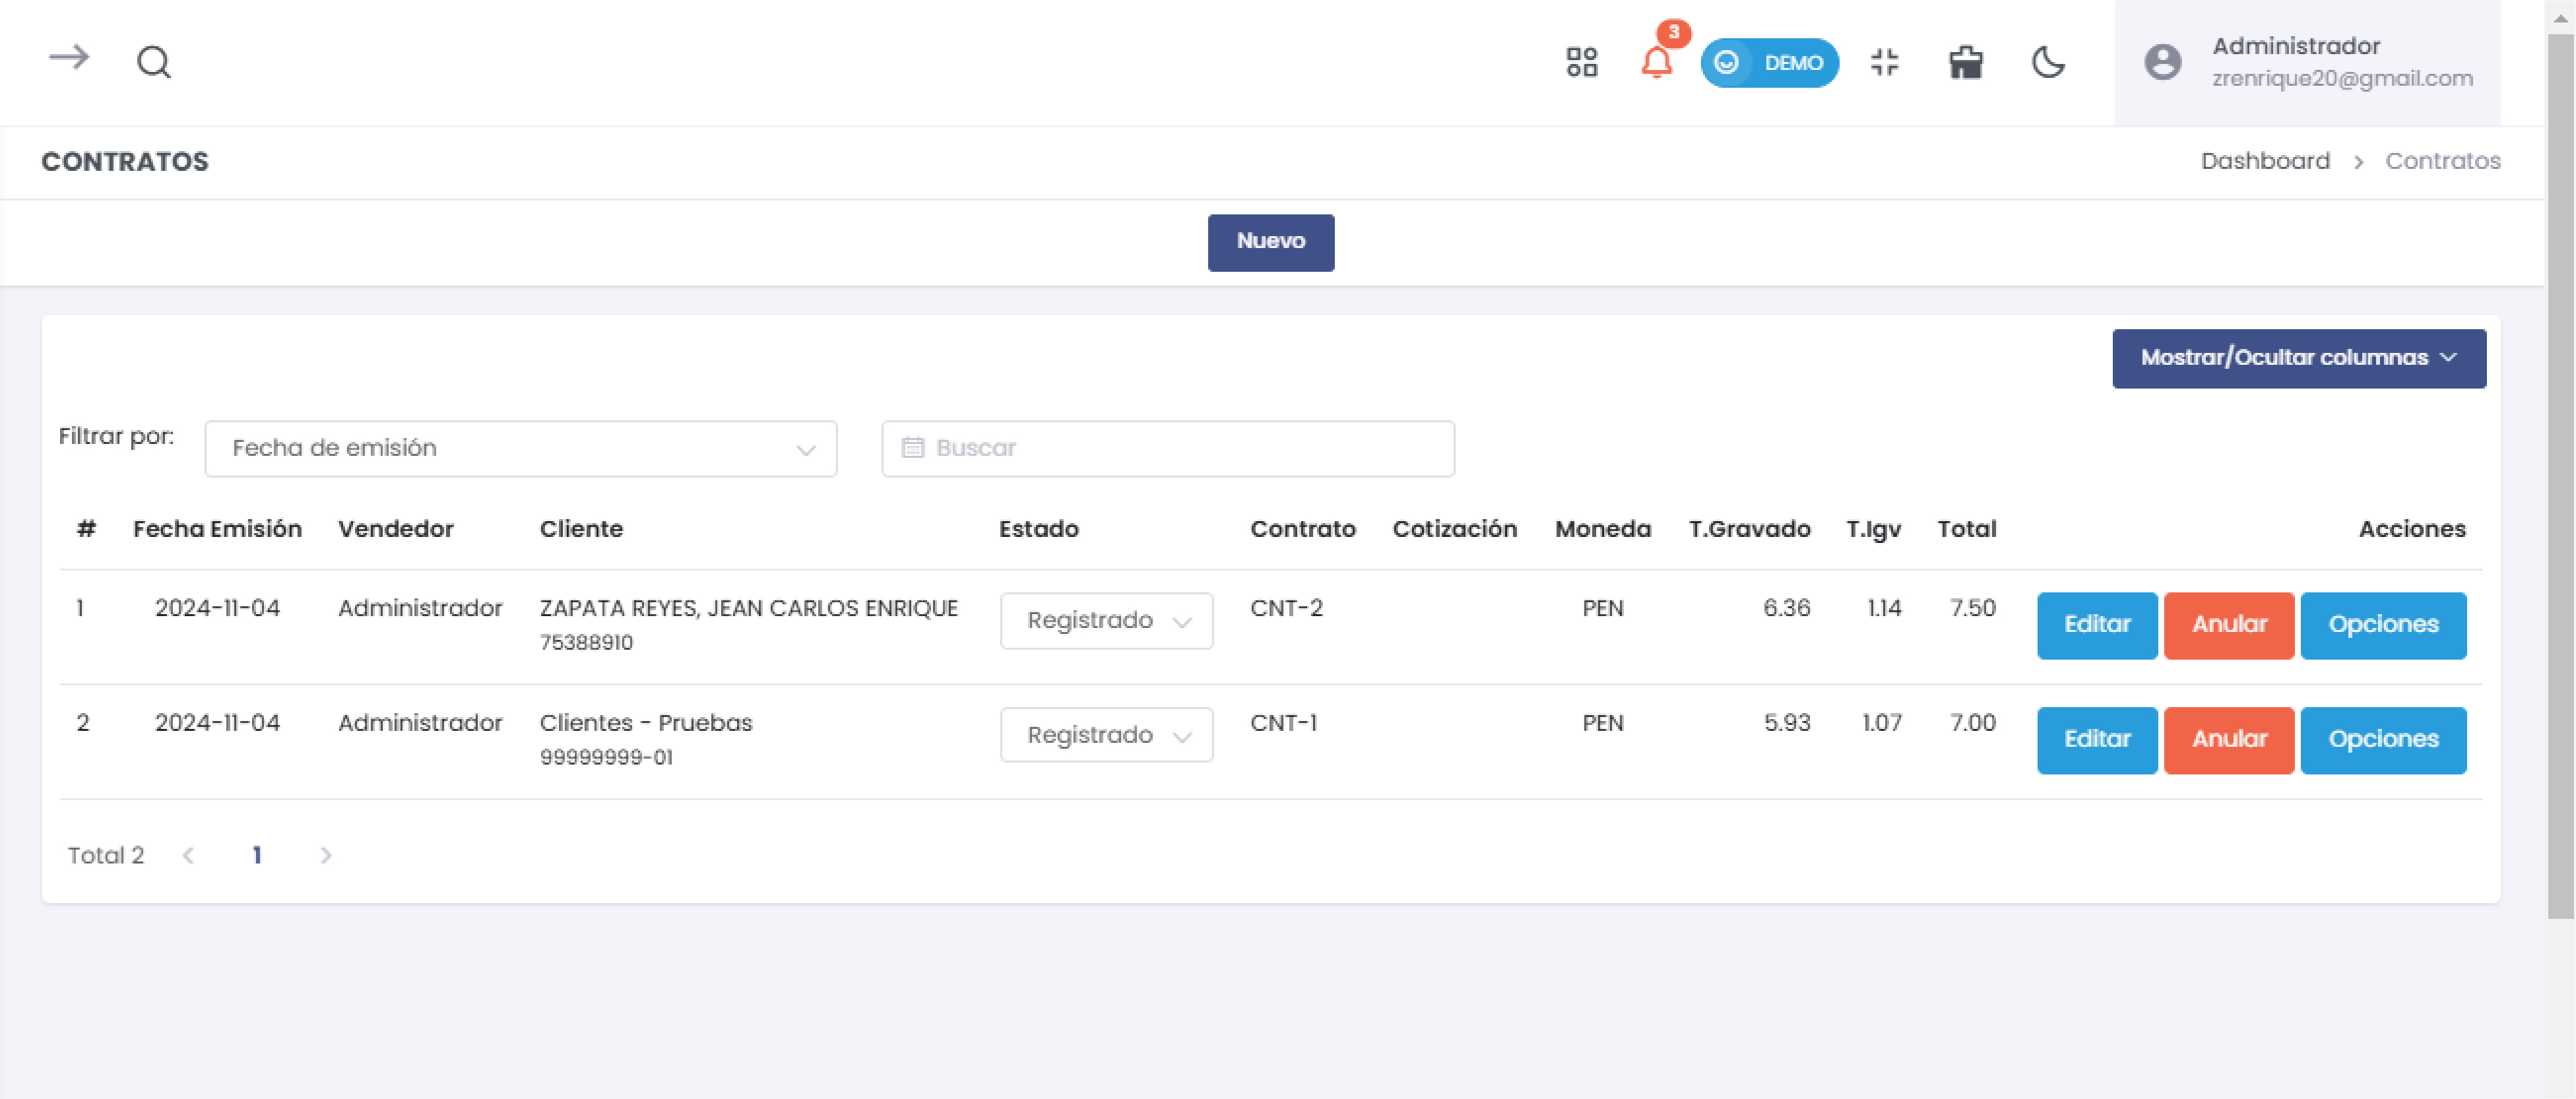 3
DEMO
Administrador
zrenrique20@gmail.com
CONTRATOS
Dashboard > Contratos
Nuevo
Mostrar/Ocultar columnas
Filtrar por: Fecha de emisión Buscar
# Fecha Emisión Vendedor Cliente Estado Contrato Cotización Moneda T.Gravado T.Igv Total Acciones
1 2024-11-04 Administrador ZAPATA REYES, JEAN CARLOS ENRIQUE Registrado CNT-2 PEN 6.36 1.14 7.50 Editar Anular Opciones
75388910
2 2024-11-04 Administrador Clientes - Pruebas Registrado CNT-1 PEN 5.93 1.07 7.00 Editar Anular Opciones
99999999-01
Total 2 < 1 >